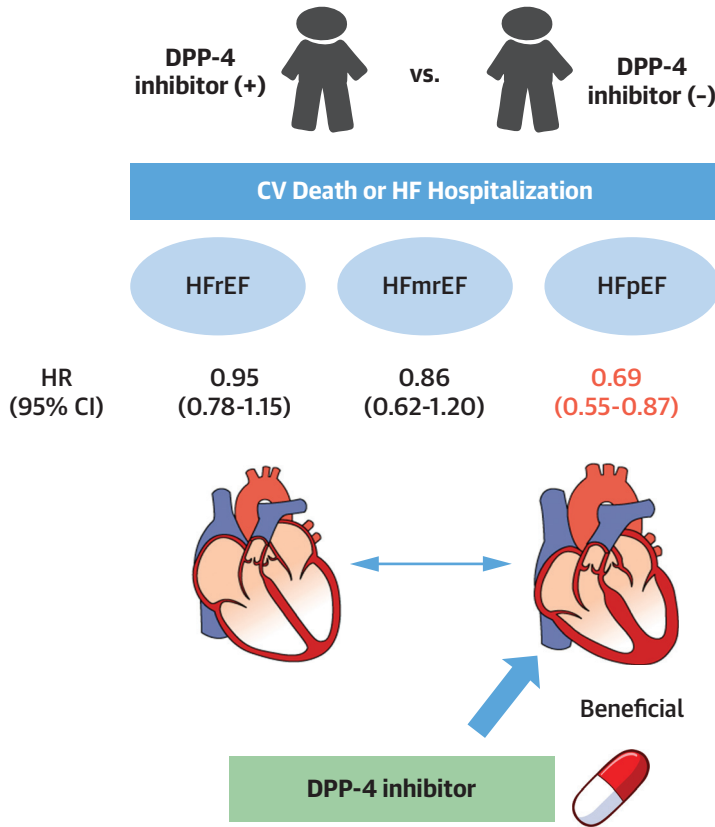 DPP-4
inhibitor (+)
vs.
DPP-4
inhibitor (–)
CV Death or HF Hospitalization
HFrEF
HFmrEF
HFpEF
HR
(95% CI)
0.95
(0.78-1.15)
0.86
(0.62-1.20)
0.69
(0.55-0.87)
Beneficial
DPP-4 inhibitor